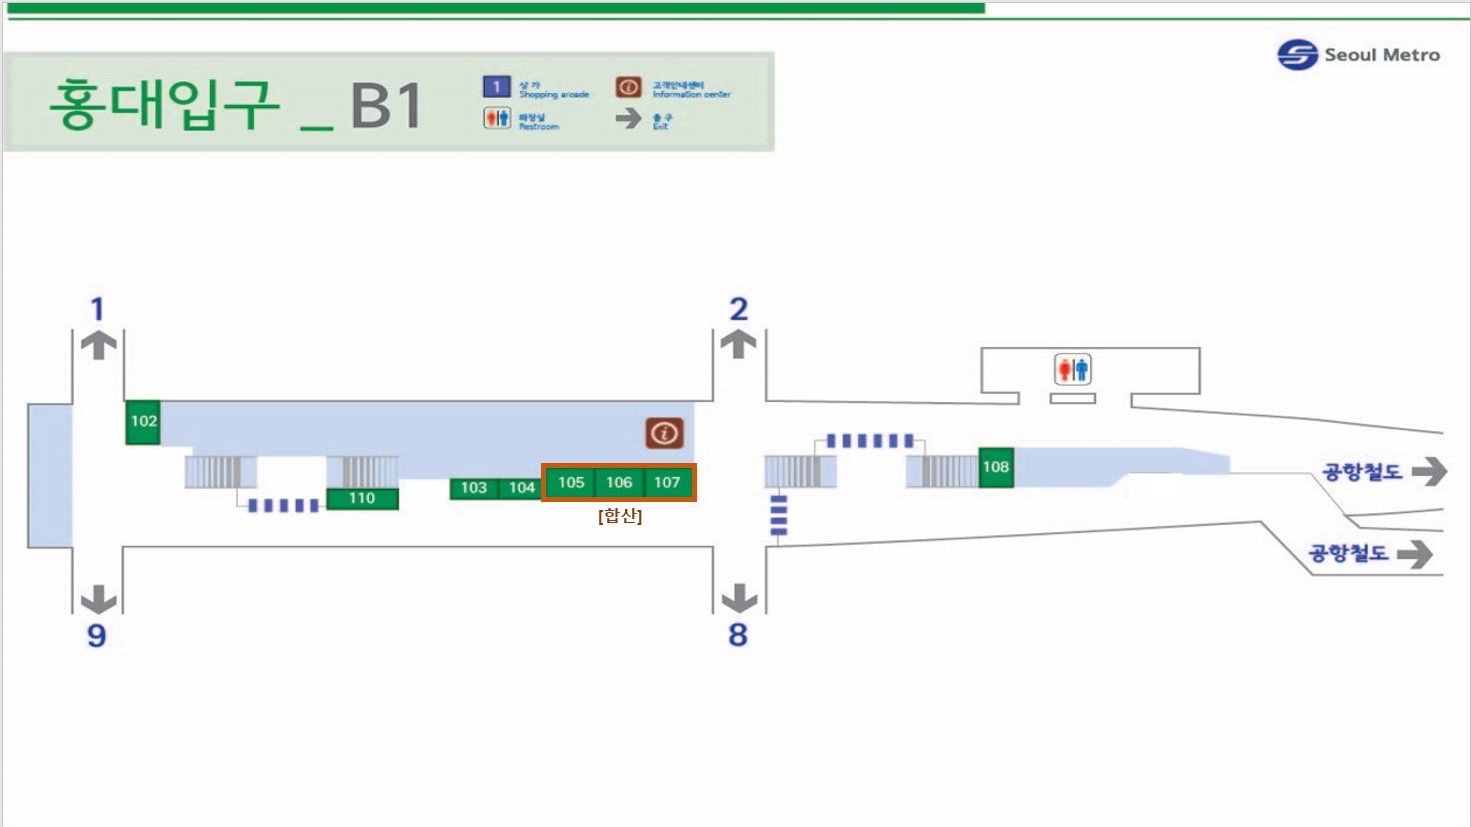 Seoul Metro
홍대입구 _ B1
1 상 가
Shopping arcade
고객안내센터
Information center
화장실
Restroom
출 구
Exit
1
2
102
i
108
공항철도
103
104
105
106
107
110
[합산]
공항철도
9
8